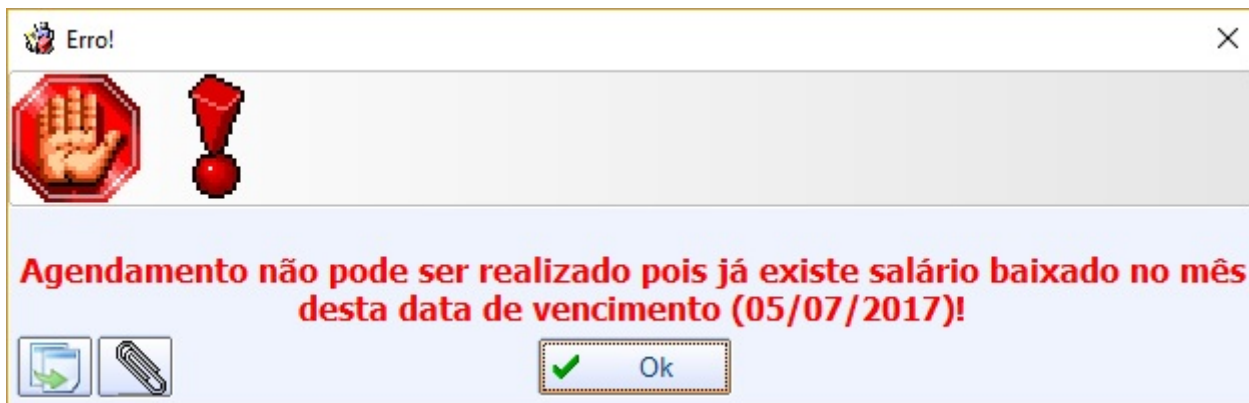 Erro!
Agendamento não pode ser realizado pois já existe salário baixado no mês
desta data de vencimento (05/07/2017)!
Ok